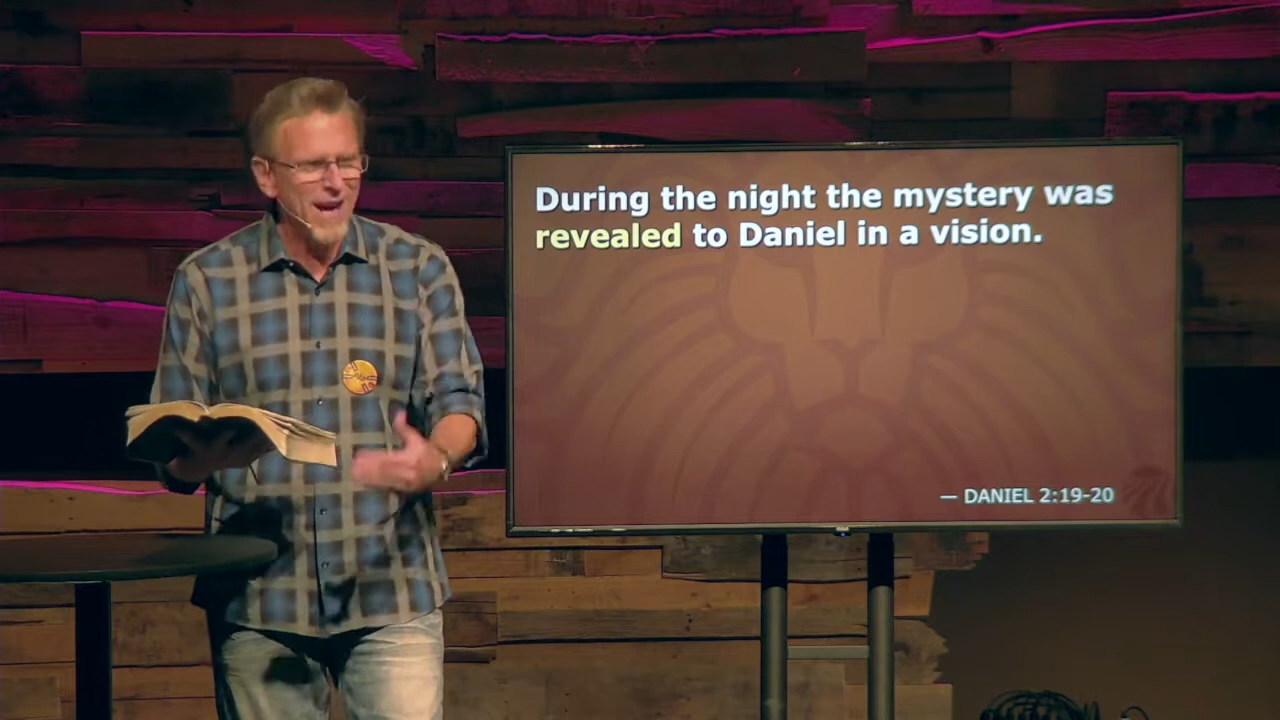 During the night the mystery was
revealed to Daniel in a vision.
— DANIEL 2:19-20